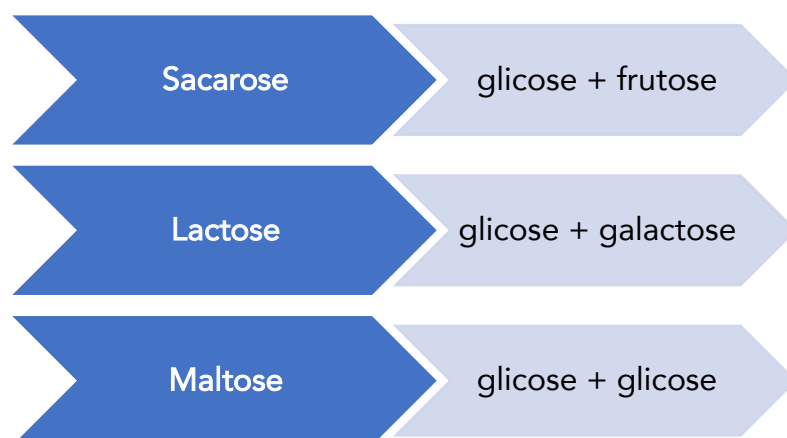 Sacarose
glicose + frutose
Lactose
glicose + galactose
Maltose
glicose + glicose